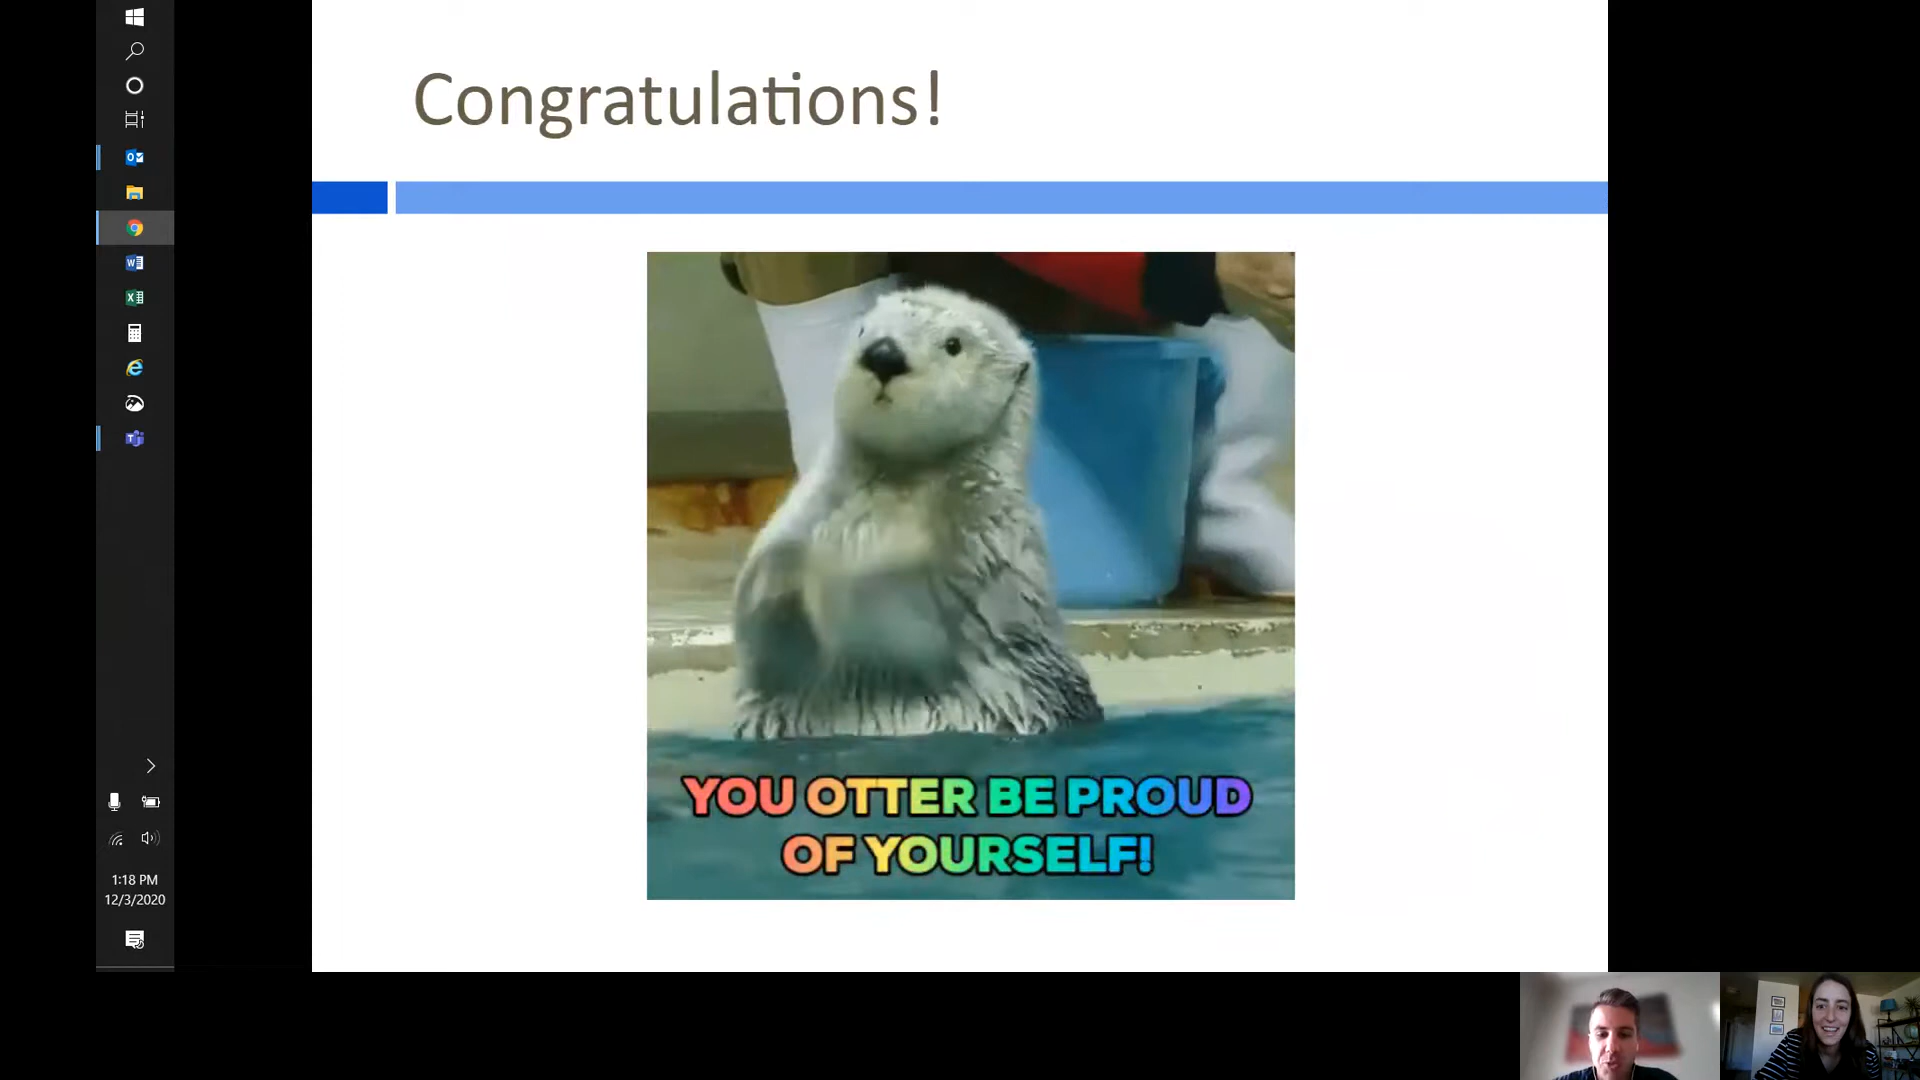 Congratulations!
YOU OTTER BE PROUD
OF YOURSELF!
1:18 PM
12/3/2020